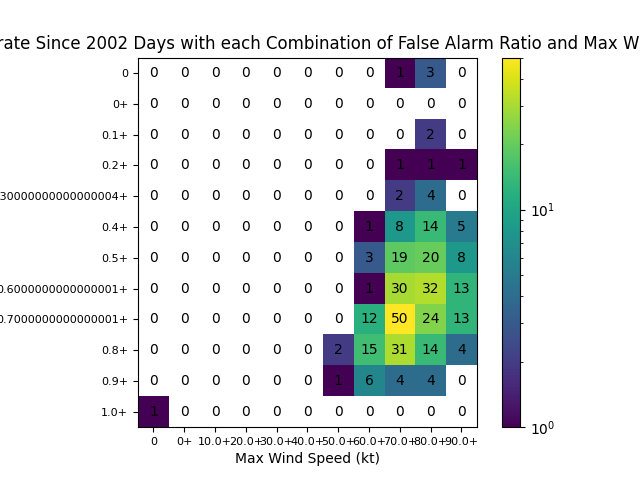 rate Since 2002 Days with each Combination of False Alarm Ratio and Max W
0 0 0 0 0 0 0 0 0 1 3 0
0+ 0 0 0 0 0 0 0 0 0 0 0
0.1+ 0 0 0 0 0 0 0 0 0 2 0
0.2+ 0 0 0 0 0 0 0 0 1 1 1
30000000000000004+ 0 0 0 0 0 0 0 0 2 4 0
0.4+ 0 0 0 0 0 0 0 1 8 14 5
0.5+ 0 0 0 0 0 0 0 3 19 20 8
0.6000000000000001+ 0 0 0 0 0 0 0 1 30 32 13
0.7000000000000001+ 0 0 0 0 0 0 0 12 50 24 13
0.8+ 0 0 0 0 0 0 2 15 31 14 4
0.9+ 0 0 0 0 0 0 1 6 4 4 0
1.0+ 1 0 0 0 0 0 0 0 0 0 0
0 0+ 10.0+ 20.0+ 30.0+ 40.0+ 50.0+ 60.0+ 70.0+ 80.0+ 90.0+
Max Wind Speed (kt)
10¹
10⁰